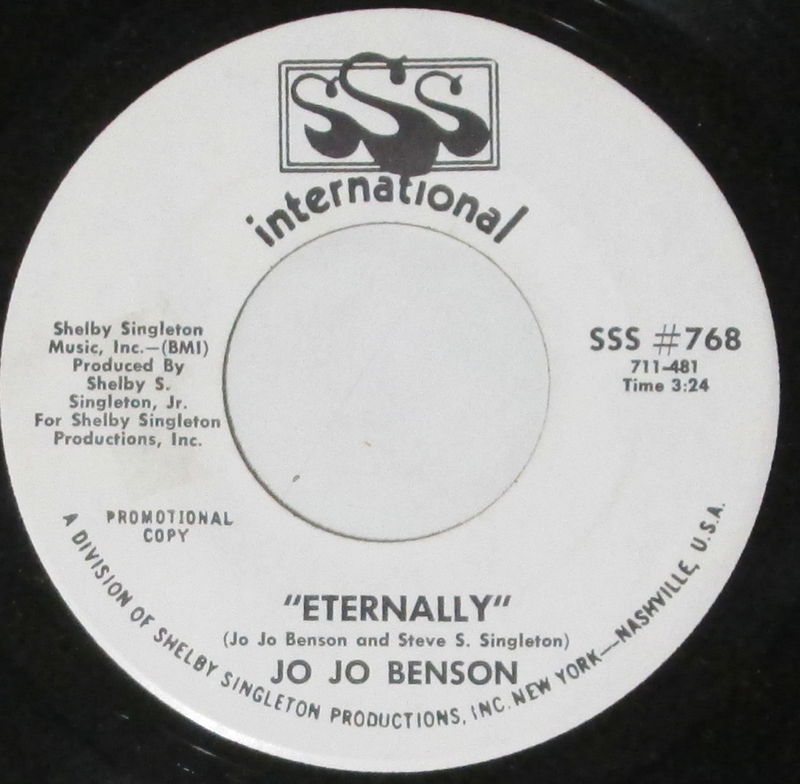 SSS
international
Shelby Singleton
Music, Inc.—(BMI)
Produced By
Shelby S.
Singleton, Jr.
For Shelby Singleton
Productions, Inc.
SSS #768
711-481
Time 3:24
PROMOTIONAL
COPY
"ETERNALLY"
(Jo Jo Benson and Steve S. Singleton)
JO JO BENSON
A DIVISION OF SHELBY SINGLETON PRODUCTIONS, INC. NEW YORK—NASHVILLE, U.S.A.